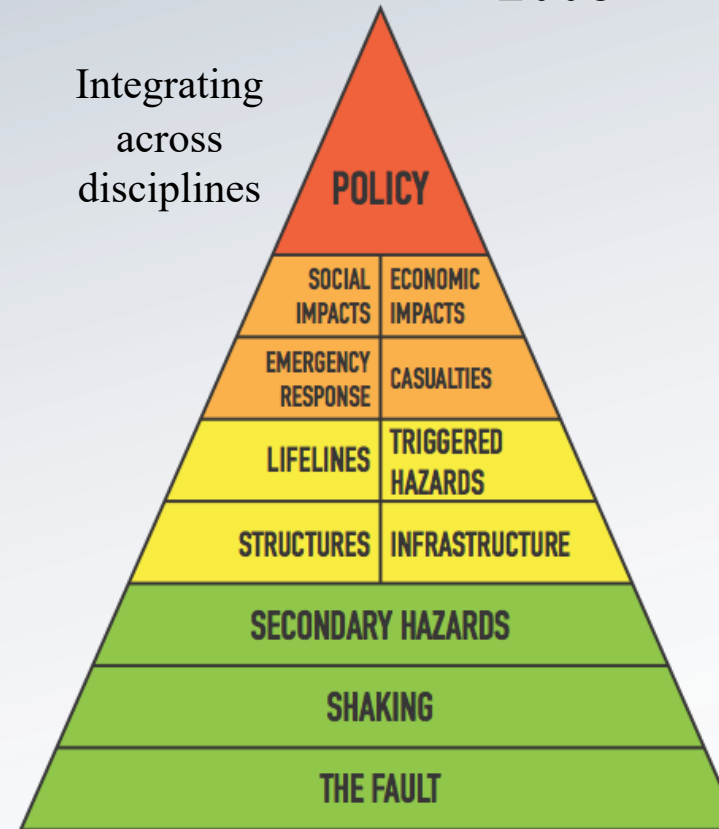 Integrating
across
disciplines
POLICY
SOCIAL
IMPACTS
ECONOMIC
IMPACTS
EMERGENCY
RESPONSE
CASUALTIES
LIFELINES
TRIGGERED
HAZARDS
STRUCTURES
INFRASTRUCTURE
SECONDARY HAZARDS
SHAKING
THE FAULT